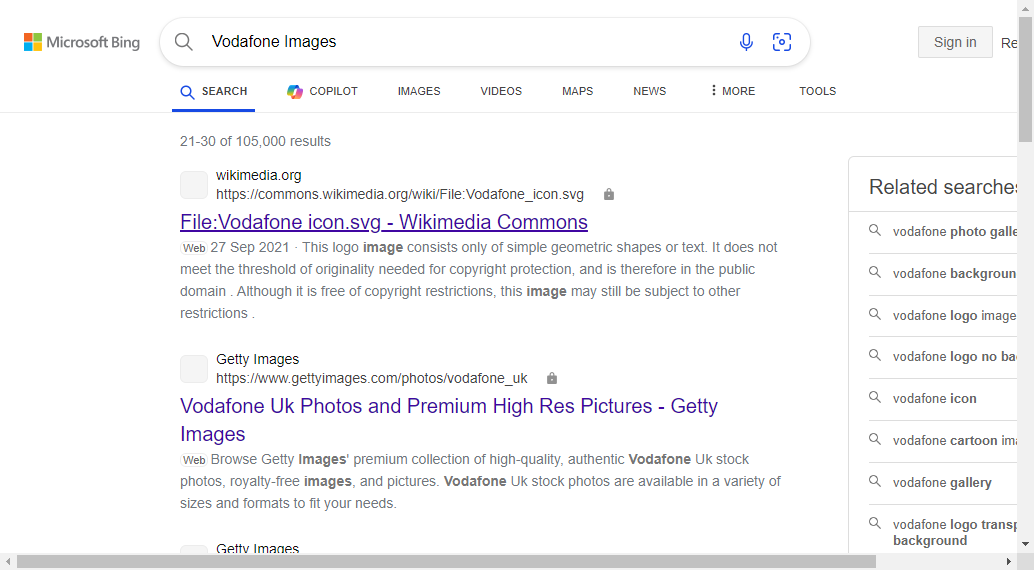 Microsoft Bing
Vodafone Images
Sign in
Re
SEARCH
COPILOT
IMAGES
VIDEOS
MAPS
NEWS
MORE
TOOLS
21-30 of 105,000 results
wikimedia.org
https://commons.wikimedia.org/wiki/File:Vodafone_icon.svg
File:Vodafone icon.svg - Wikimedia Commons
Web 27 Sep 2021 · This logo image consists only of simple geometric shapes or text. It does not
meet the threshold of originality needed for copyright protection, and is therefore in the public
domain . Although it is free of copyright restrictions, this image may still be subject to other
restrictions .
Getty Images
https://www.gettyimages.com/photos/vodafone_uk
Vodafone Uk Photos and Premium High Res Pictures - Getty
Images
Web Browse Getty Images' premium collection of high-quality, authentic Vodafone Uk stock
photos, royalty-free images, and pictures. Vodafone Uk stock photos are available in a variety of
sizes and formats to fit your needs.
Getty Images
Related searches
vodafone photo galle
vodafone backgroun
vodafone logo image
vodafone logo no ba
vodafone icon
vodafone cartoon ima
vodafone gallery
vodafone logo transp
background